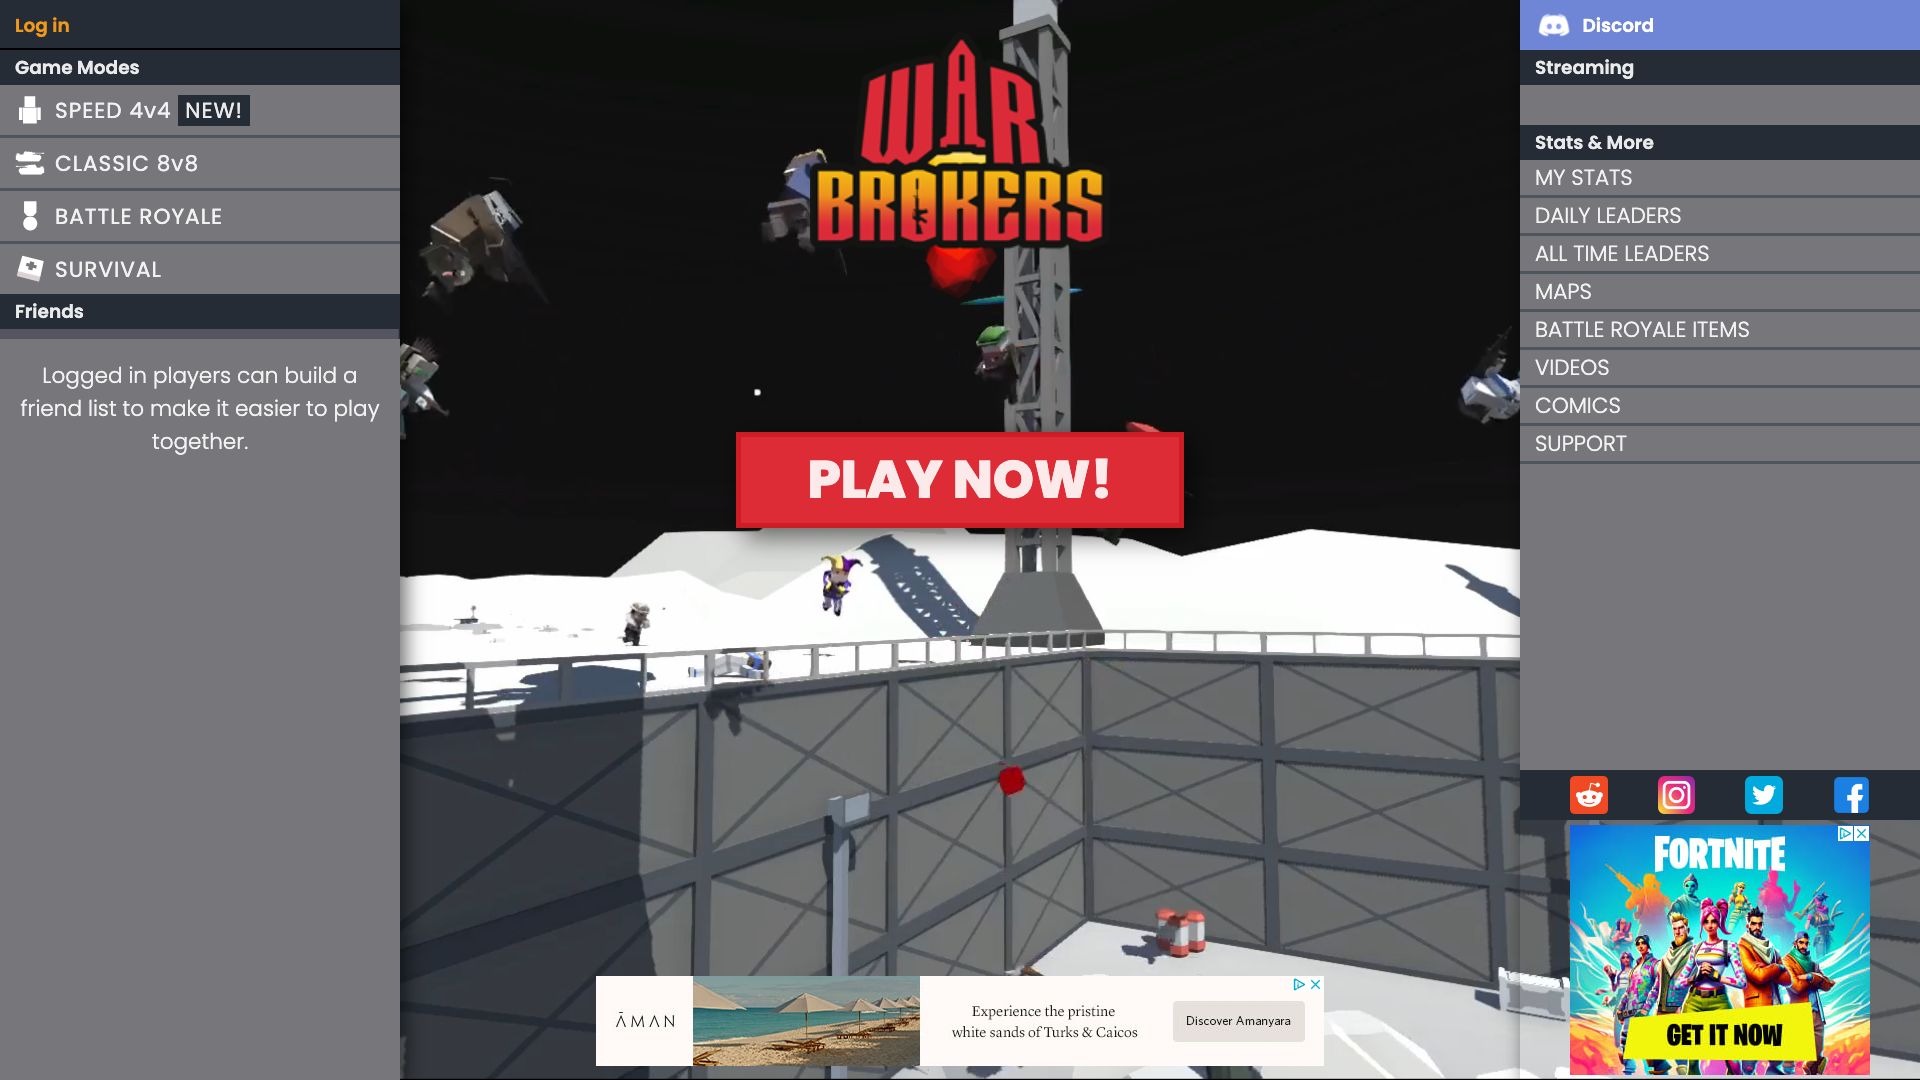 Log in
Game Modes
SPEED 4v4 NEW!
CLASSIC 8v8
BATTLE ROYALE
SURVIVAL
Friends
Logged in players can build a
friend list to make it easier to play
together.
WAR
BROKERS
PLAY NOW!
Discord
Streaming
Stats & More
MY STATS
DAILY LEADERS
ALL TIME LEADERS
MAPS
BATTLE ROYALE ITEMS
VIDEOS
COMICS
SUPPORT
FORTNITE
GET IT NOW
ĀMAN
Experience the pristine
white sands of Turks & Caicos
Discover Amanyara